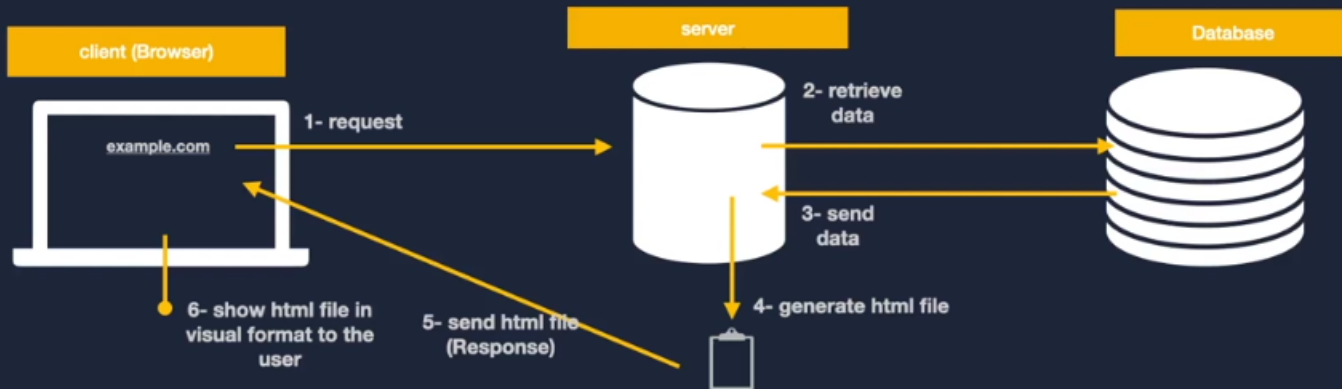 client (Browser)
server
Database
example.com
1- request
2- retrieve
data
3- send
data
4- generate html file
5- send html file
(Response)
6- show html file in
visual format to the
user